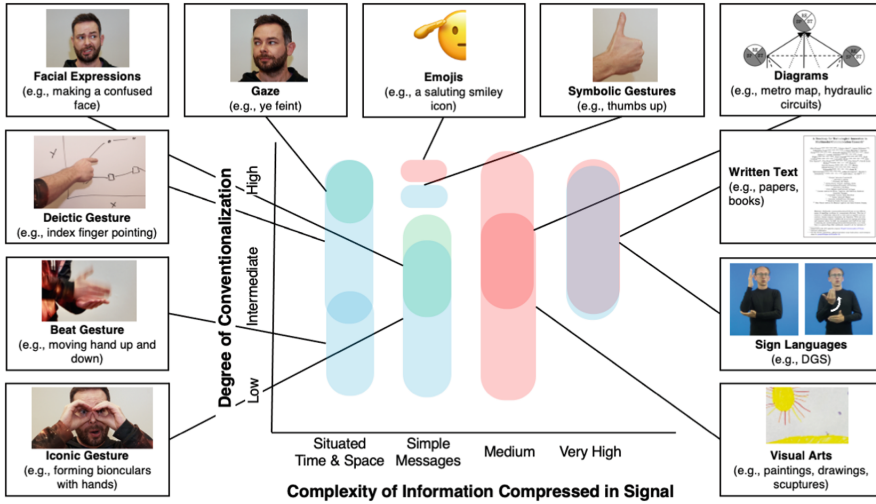 Facial Expressions
(e.g., making a confused
face)
Gaze
(e.g., ye feint)
Emojis
(e.g., a saluting smiley
icon)
Symbolic Gestures
(e.g., thumbs up)
Diagrams
(e.g., metro map, hydraulic
circuits)
Deictic Gesture
(e.g., index finger pointing)
Y
X
Written Text
(e.g., papers,
books)
Beat Gesture
(e.g., moving hand up and
down)
Sign Languages
(e.g., DGS)
Iconic Gesture
(e.g., forming bionculars
with hands)
Visual Arts
(e.g., paintings, drawings,
scuptures)
Degree of Conventionalization
High
Intermediate
Low
Situated
Time & Space
Simple
Messages
Medium
Very High
Complexity of Information Compressed in Signal